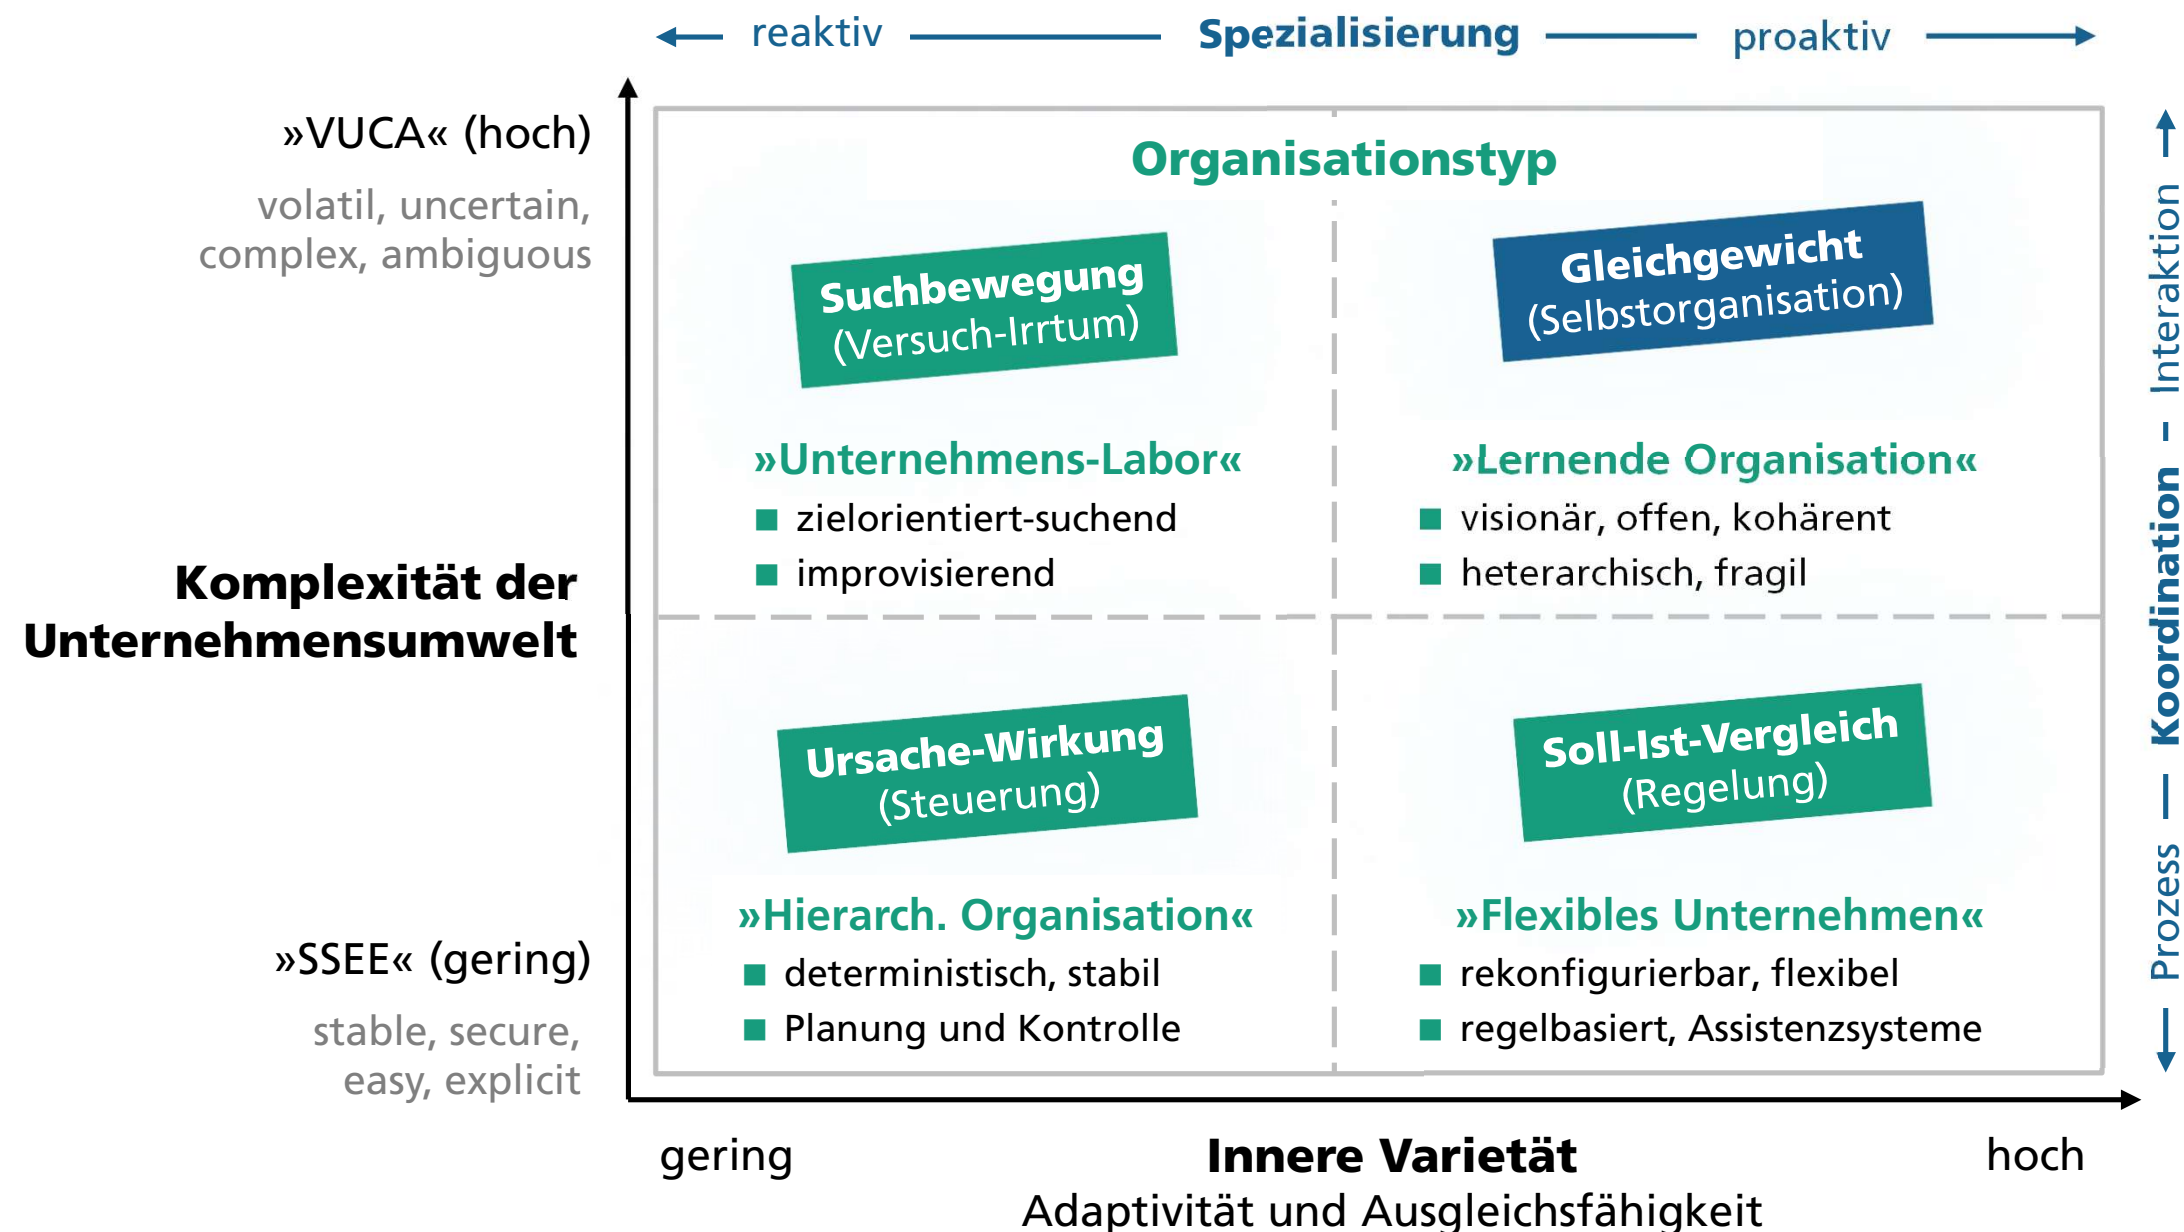 reaktiv
Spezialisierung
proaktiv
»VUCA« (hoch)
volatil, uncertain,
complex, ambiguous
Komplexität der
Unternehmensumwelt
»SSEE« (gering)
stable, secure,
easy, explicit
Organisationstyp
Suchbewegung
(Versuch-Irrtum)
»Unternehmens-Labor«
zielorientiert-suchend
improvisierend
Gleichgewicht
(Selbstorganisation)
»Lernende Organisation«
visionär, offen, kohärent
heterarchisch, fragil
Ursache-Wirkung
(Steuerung)
»Hierarch. Organisation«
deterministisch, stabil
Planung und Kontrolle
Soll-Ist-Vergleich
(Regelung)
»Flexibles Unternehmen«
rekonfigurierbar, flexibel
regelbasiert, Assistenzsysteme
Prozess
Koordination
Interaktion
gering
Innere Varietät
hoch
Adaptivität und Ausgleichsfähigkeit